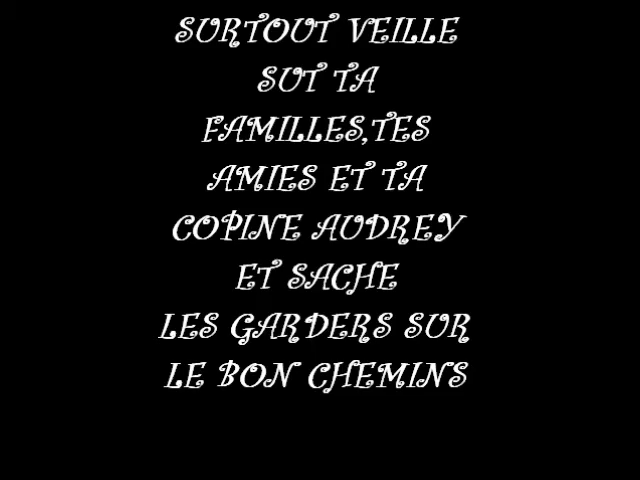 SURTOUT VEILLE
SUT TA
FAMILLES,TES
AMIES ET TA
COPINE AUDREY
ET SACHE
LES GARDERS SUR
LE BON CHEMINS